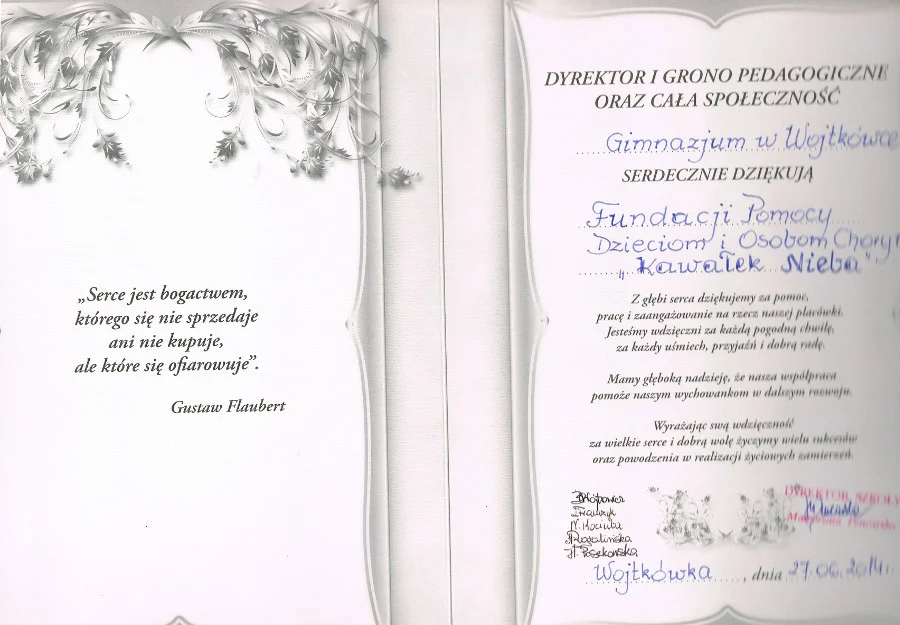 „Serce jest bogactwem,
którego się nie sprzedaje
ani nie kupuje,
ale które się ofiarowuje”.
Gustaw Flaubert
DYREKTOR I GRONO PEDAGOGICZNE
ORAZ CAŁA SPOŁECZNOŚĆ
Gimnazjum w Wojtkówce
SERDECZNIE DZIĘKUJĄ
Fundacji Pomocy
Dzieciom i Osobom Chorym
„Kawałek Nieba”
Z głębi serca dziękujemy za pomoc,
pracę i zaangażowanie na rzecz naszej placówki.
Jesteśmy wdzięczni za każdą pogodną chwilę,
za każdy uśmiech, przyjaźń i dobrą radę.
Mamy głęboką nadzieję, że nasza współpraca
pomoże naszym wychowankom w dalszym rozwoju.
Wyrażając swą wdzięczność
za wielkie serce i dobrą wolę życzymy wielu sukcesów
oraz powodzenia w realizacji życiowych zamierzeń.
DYREKTOR SZKOŁY
Wojtkówka, dnia 27.06.2014r.